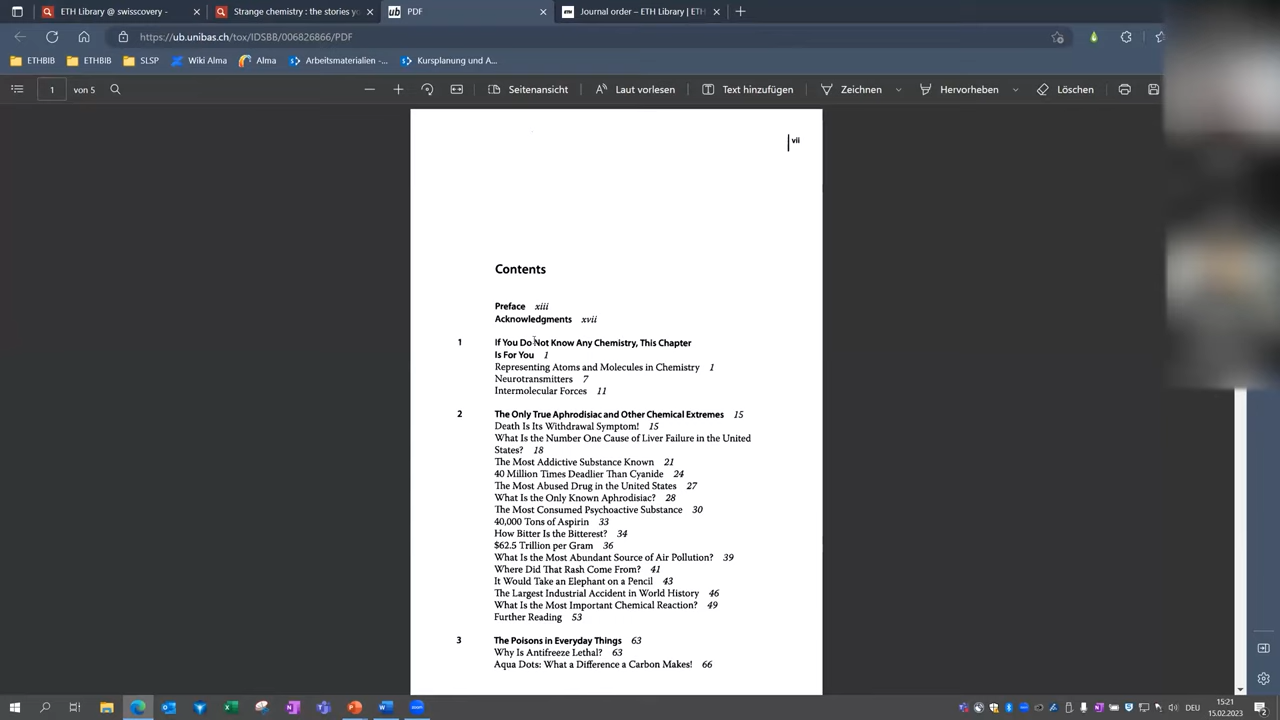 ETH Library @ swisscovery -
Strange chemistry : the stories yo
PDF
Journal order – ETH Library | ETH
https://ub.unibas.ch/tox/IDSBB/006826866/PDF
ETHBIB
ETHBIB
SLSP
Wiki Alma
Alma
Arbeitsmaterialien -...
Kursplanung und A...
1 von 5
Seitenansicht
Laut vorlesen
Text hinzufügen
Zeichnen
Hervorheben
Löschen
vii
Contents
Preface xiii
Acknowledgments xvii
1 If You Do Not Know Any Chemistry, This Chapter
Is For You 1
Representing Atoms and Molecules in Chemistry 1
Neurotransmitters 7
Intermolecular Forces 11
2 The Only True Aphrodisiac and Other Chemical Extremes 15
Death Is Its Withdrawal Symptom! 15
What Is the Number One Cause of Liver Failure in the United
States? 18
The Most Addictive Substance Known 21
40 Million Times Deadlier Than Cyanide 24
The Most Abused Drug in the United States 27
What Is the Only Known Aphrodisiac? 28
The Most Consumed Psychoactive Substance 30
40,000 Tons of Aspirin 33
How Bitter Is the Bitterest? 34
$62.5 Trillion per Gram 36
What Is the Most Abundant Source of Air Pollution? 39
Where Did That Rash Come From? 41
It Would Take an Elephant on a Pencil 43
The Largest Industrial Accident in World History 46
What Is the Most Important Chemical Reaction? 49
Further Reading 53
3 The Poisons in Everyday Things 63
Why Is Antifreeze Lethal? 63
Aqua Dots: What a Difference a Carbon Makes! 66
DEU
15:21
15.02.2023